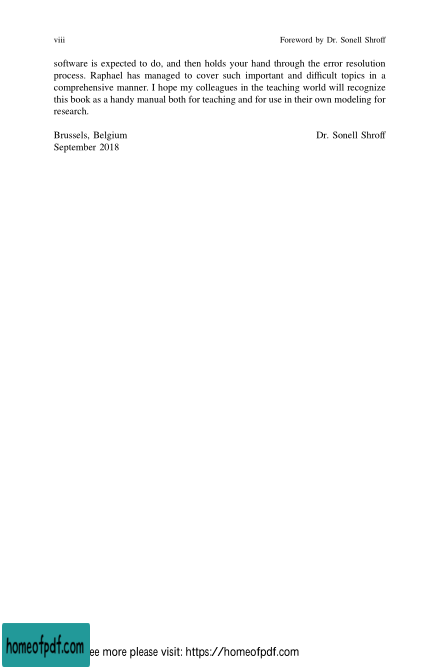 viii
Foreword by Dr. Sonell Shroff
software is expected to do, and then holds your hand through the error resolution
process. Raphael has managed to cover such important and difficult topics in a
comprehensive manner. I hope my colleagues in the teaching world will recognize
this book as a handy manual both for teaching and for use in their own modeling for
research.
Brussels, Belgium
Dr. Sonell Shroff
September 2018
homeofpdf.com
ee more please visit: https://homeofpdf.com